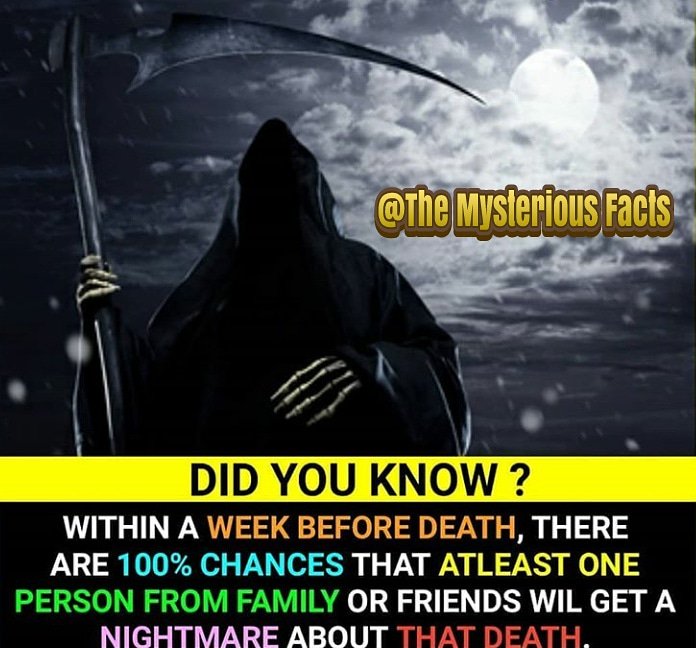 @The Mysterious Facts
DID YOU KNOW ?
WITHIN A WEEK BEFORE DEATH, THERE
ARE 100% CHANCES THAT ATLEAST ONE
PERSON FROM FAMILY OR FRIENDS WIL GET A
NIGHTMARE ABOUT THAT DEATH.